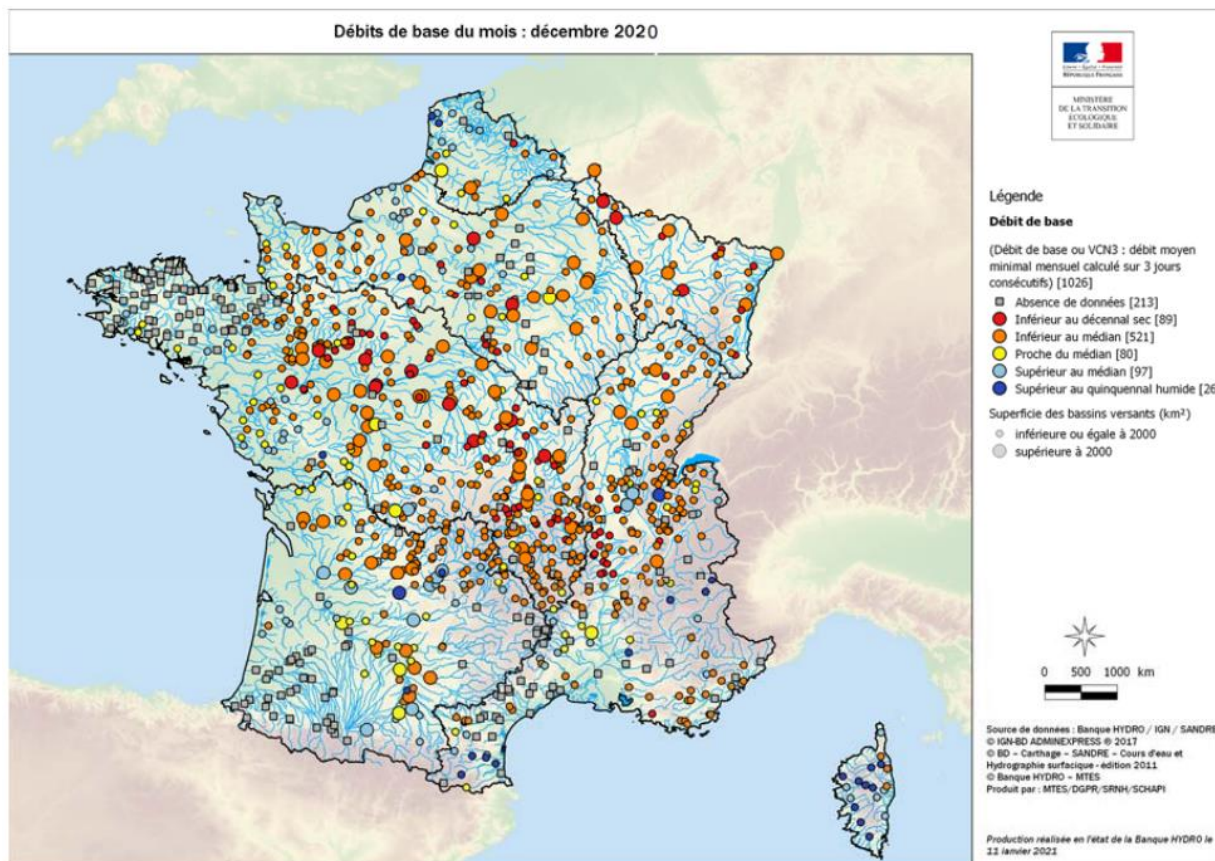 Débits de base du mois : décembre 2020
Liberté • Égalité • Fraternité
RÉPUBLIQUE FRANÇAISE
MINISTÈRE
DE LA TRANSITION
ÉCOLOGIQUE
ET SOLIDAIRE
Légende
Débit de base
(Débit de base ou VCN3 : débit moyen
minimal mensuel calculé sur 3 jours
consécutifs) [1026]
Absence de données [213]
Inférieur au décennal sec [89]
Inférieur au médian [521]
Proche du médian [80]
Supérieur au médian [97]
Supérieur au quinquennal humide [26
Superficie des bassins versants (km²)
inférieure ou égale à 2000
supérieure à 2000
0 500 1000 km
Source de données : Banque HYDRO / IGN / SANDRE
© IGN-BD ADMINEXPRESS ® 2017
© BD – Carthage – SANDRE – Cours d'eau et
Hydrographie surfacique - édition 2011
© Banque HYDRO – MTES
Produit par : MTES/DGPR/SRNH/SCHAPI
Production réalisée en l'état de la Banque HYDRO le
11 janvier 2021